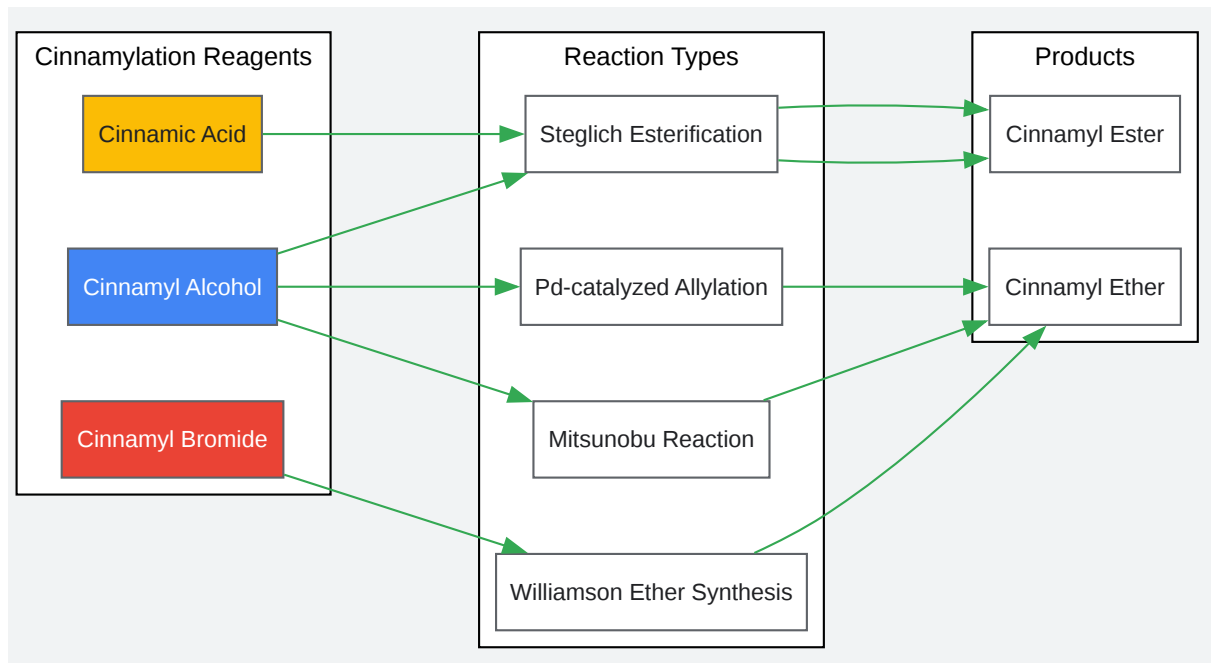 Cinnamylation Reagents
Cinnamic Acid
Cinnamyl Alcohol
Cinnamyl Bromide
Reaction Types
Steglich Esterification
Pd-catalyzed Allylation
Mitsunobu Reaction
Williamson Ether Synthesis
Products
Cinnamyl Ester
Cinnamyl Ether